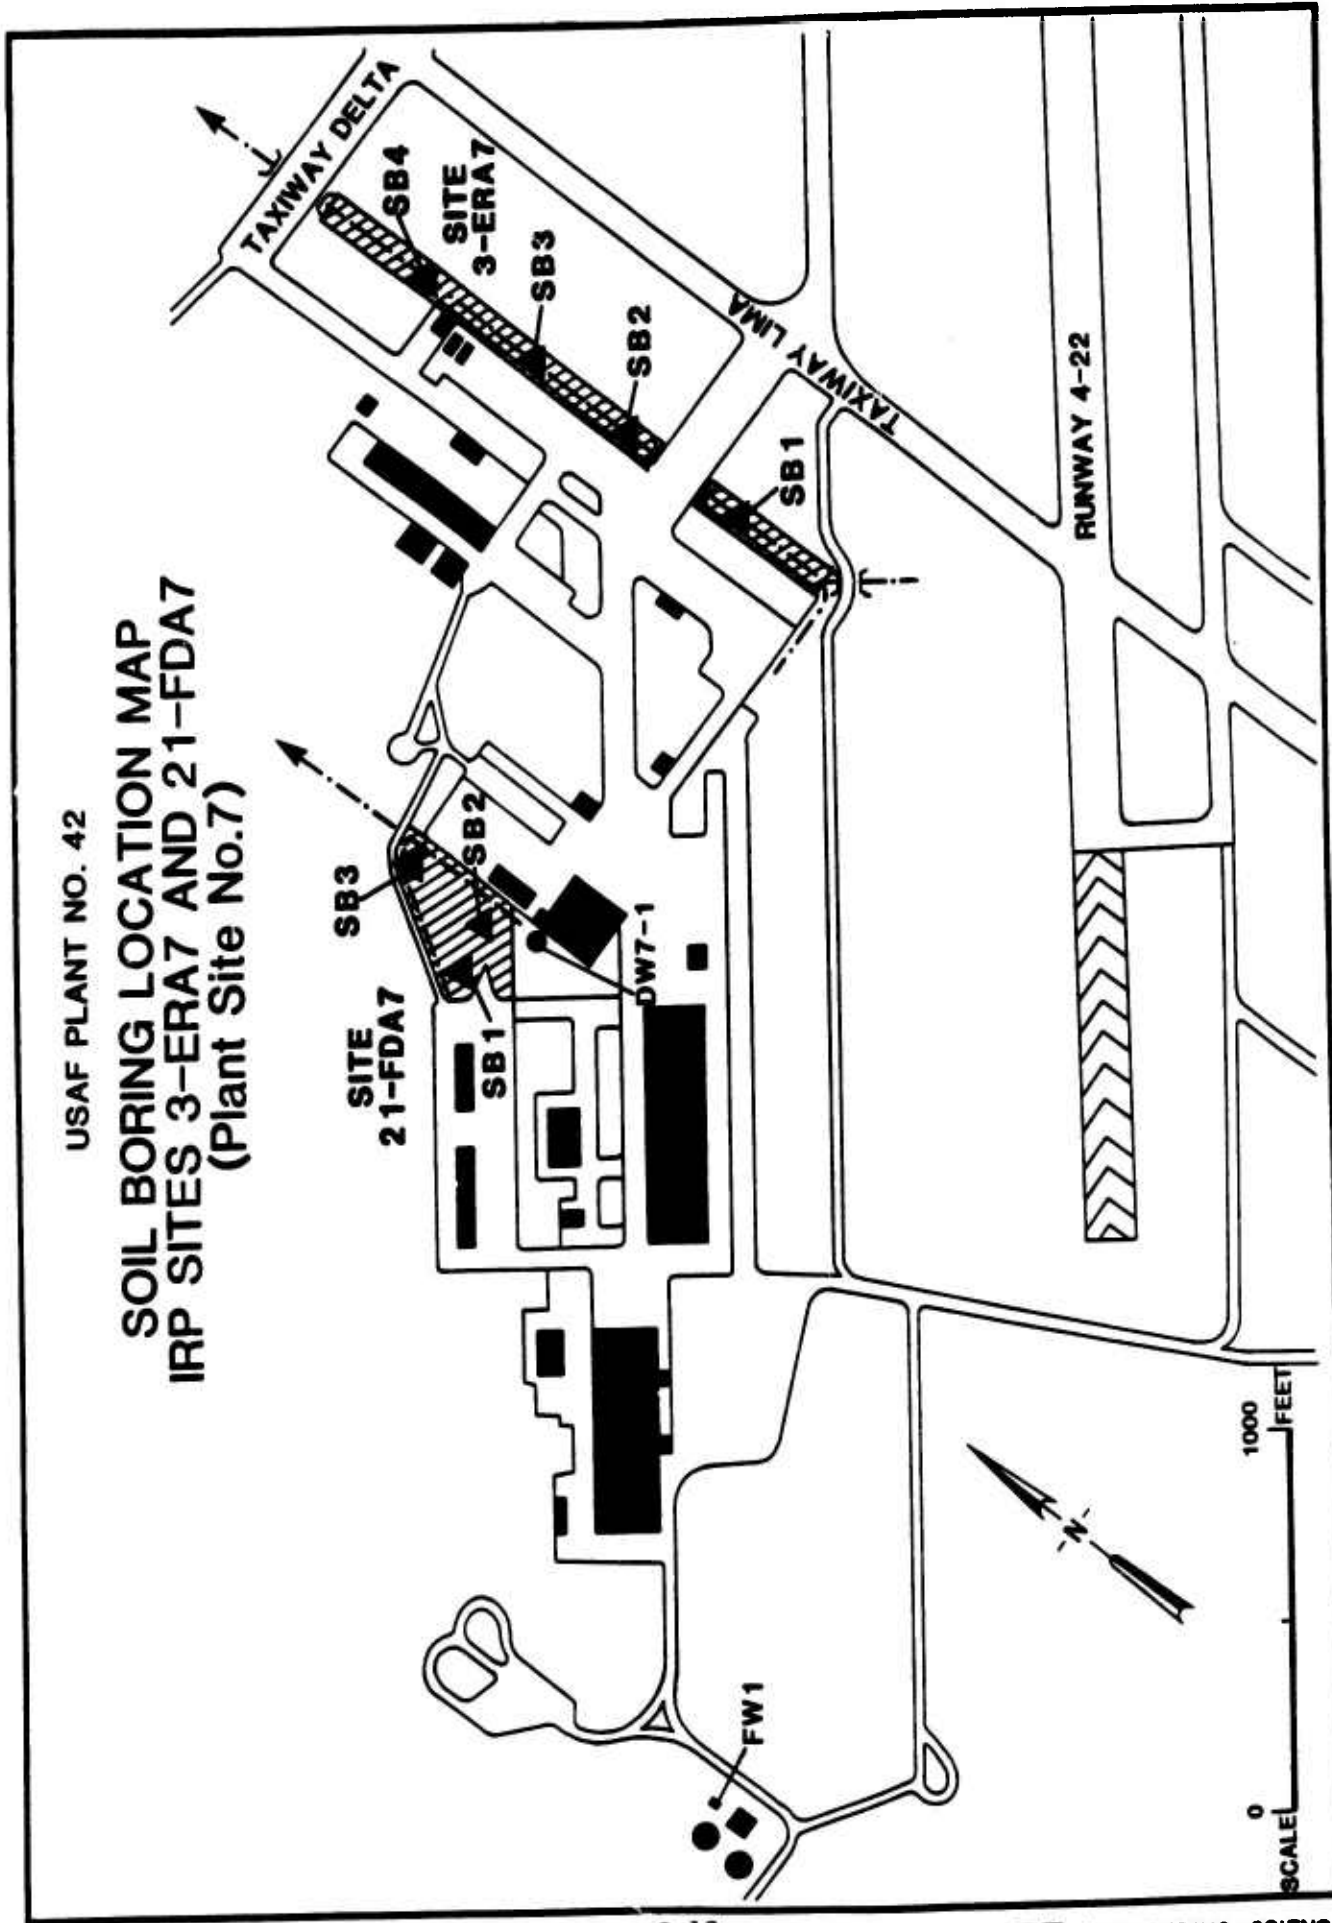 USAF PLANT NO. 42
SOIL BORING LOCATION MAP
IRP SITES 3-ERA7 AND 21-FDA7
(Plant Site No.7)
TAXIWAY DELTA
SB4
SITE
3-ERA7
SB3
SB2
TAXIWAY LIMA
SB1
RUNWAY 4-22
SB3
SB2
SITE
21-FDA7
SB1
DW7-1
FW1
-N-
0
1000
SCALE
FEET